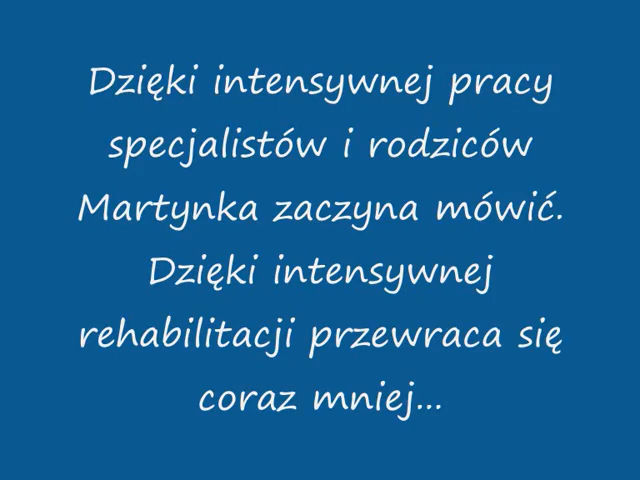 Dzięki intensywnej pracy
specjalistów i rodziców
Martynka zaczyna mówić.
Dzięki intensywnej
rehabilitacji przewraca się
coraz mniej...